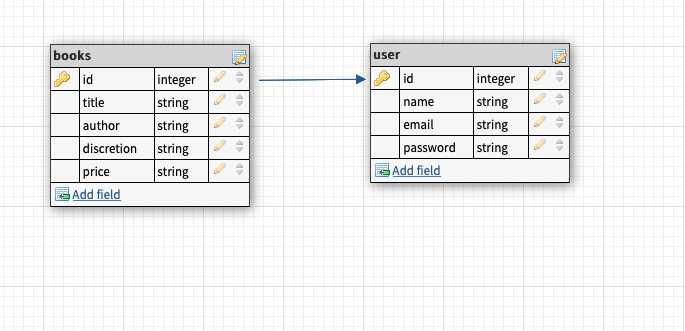 books
id integer
title string
author string
discretion string
price string
Add field
user
id integer
name string
email string
password string
Add field